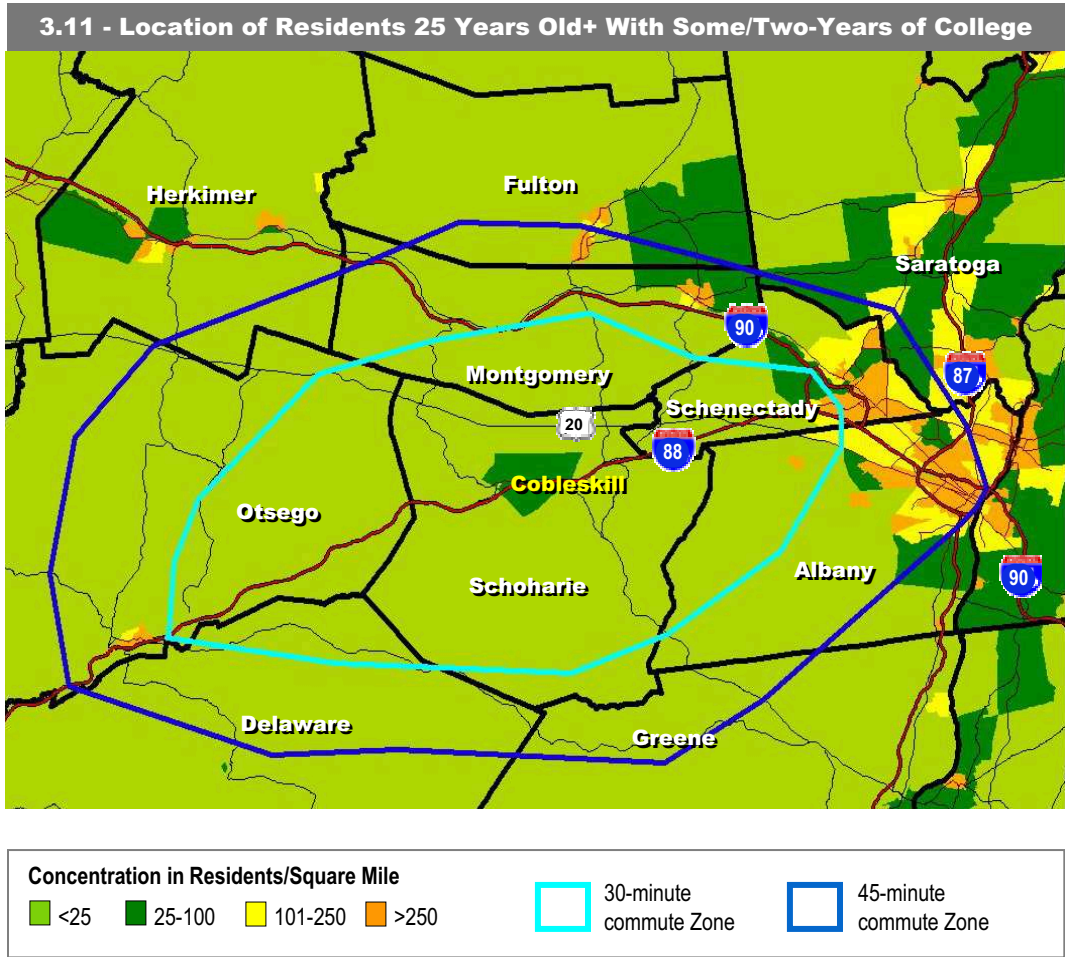 3.11 - Location of Residents 25 Years Old+ With Some/Two-Years of College
Herkimer
Fulton
Saratoga
90
87
Montgomery
Schenectady
20
88
Cobleskill
Otsego
Schoharie
Albany
90
Delaware
Greene
Concentration in Residents/Square Mile
<25
25-100
101-250
>250
30-minute
commute Zone
45-minute
commute Zone